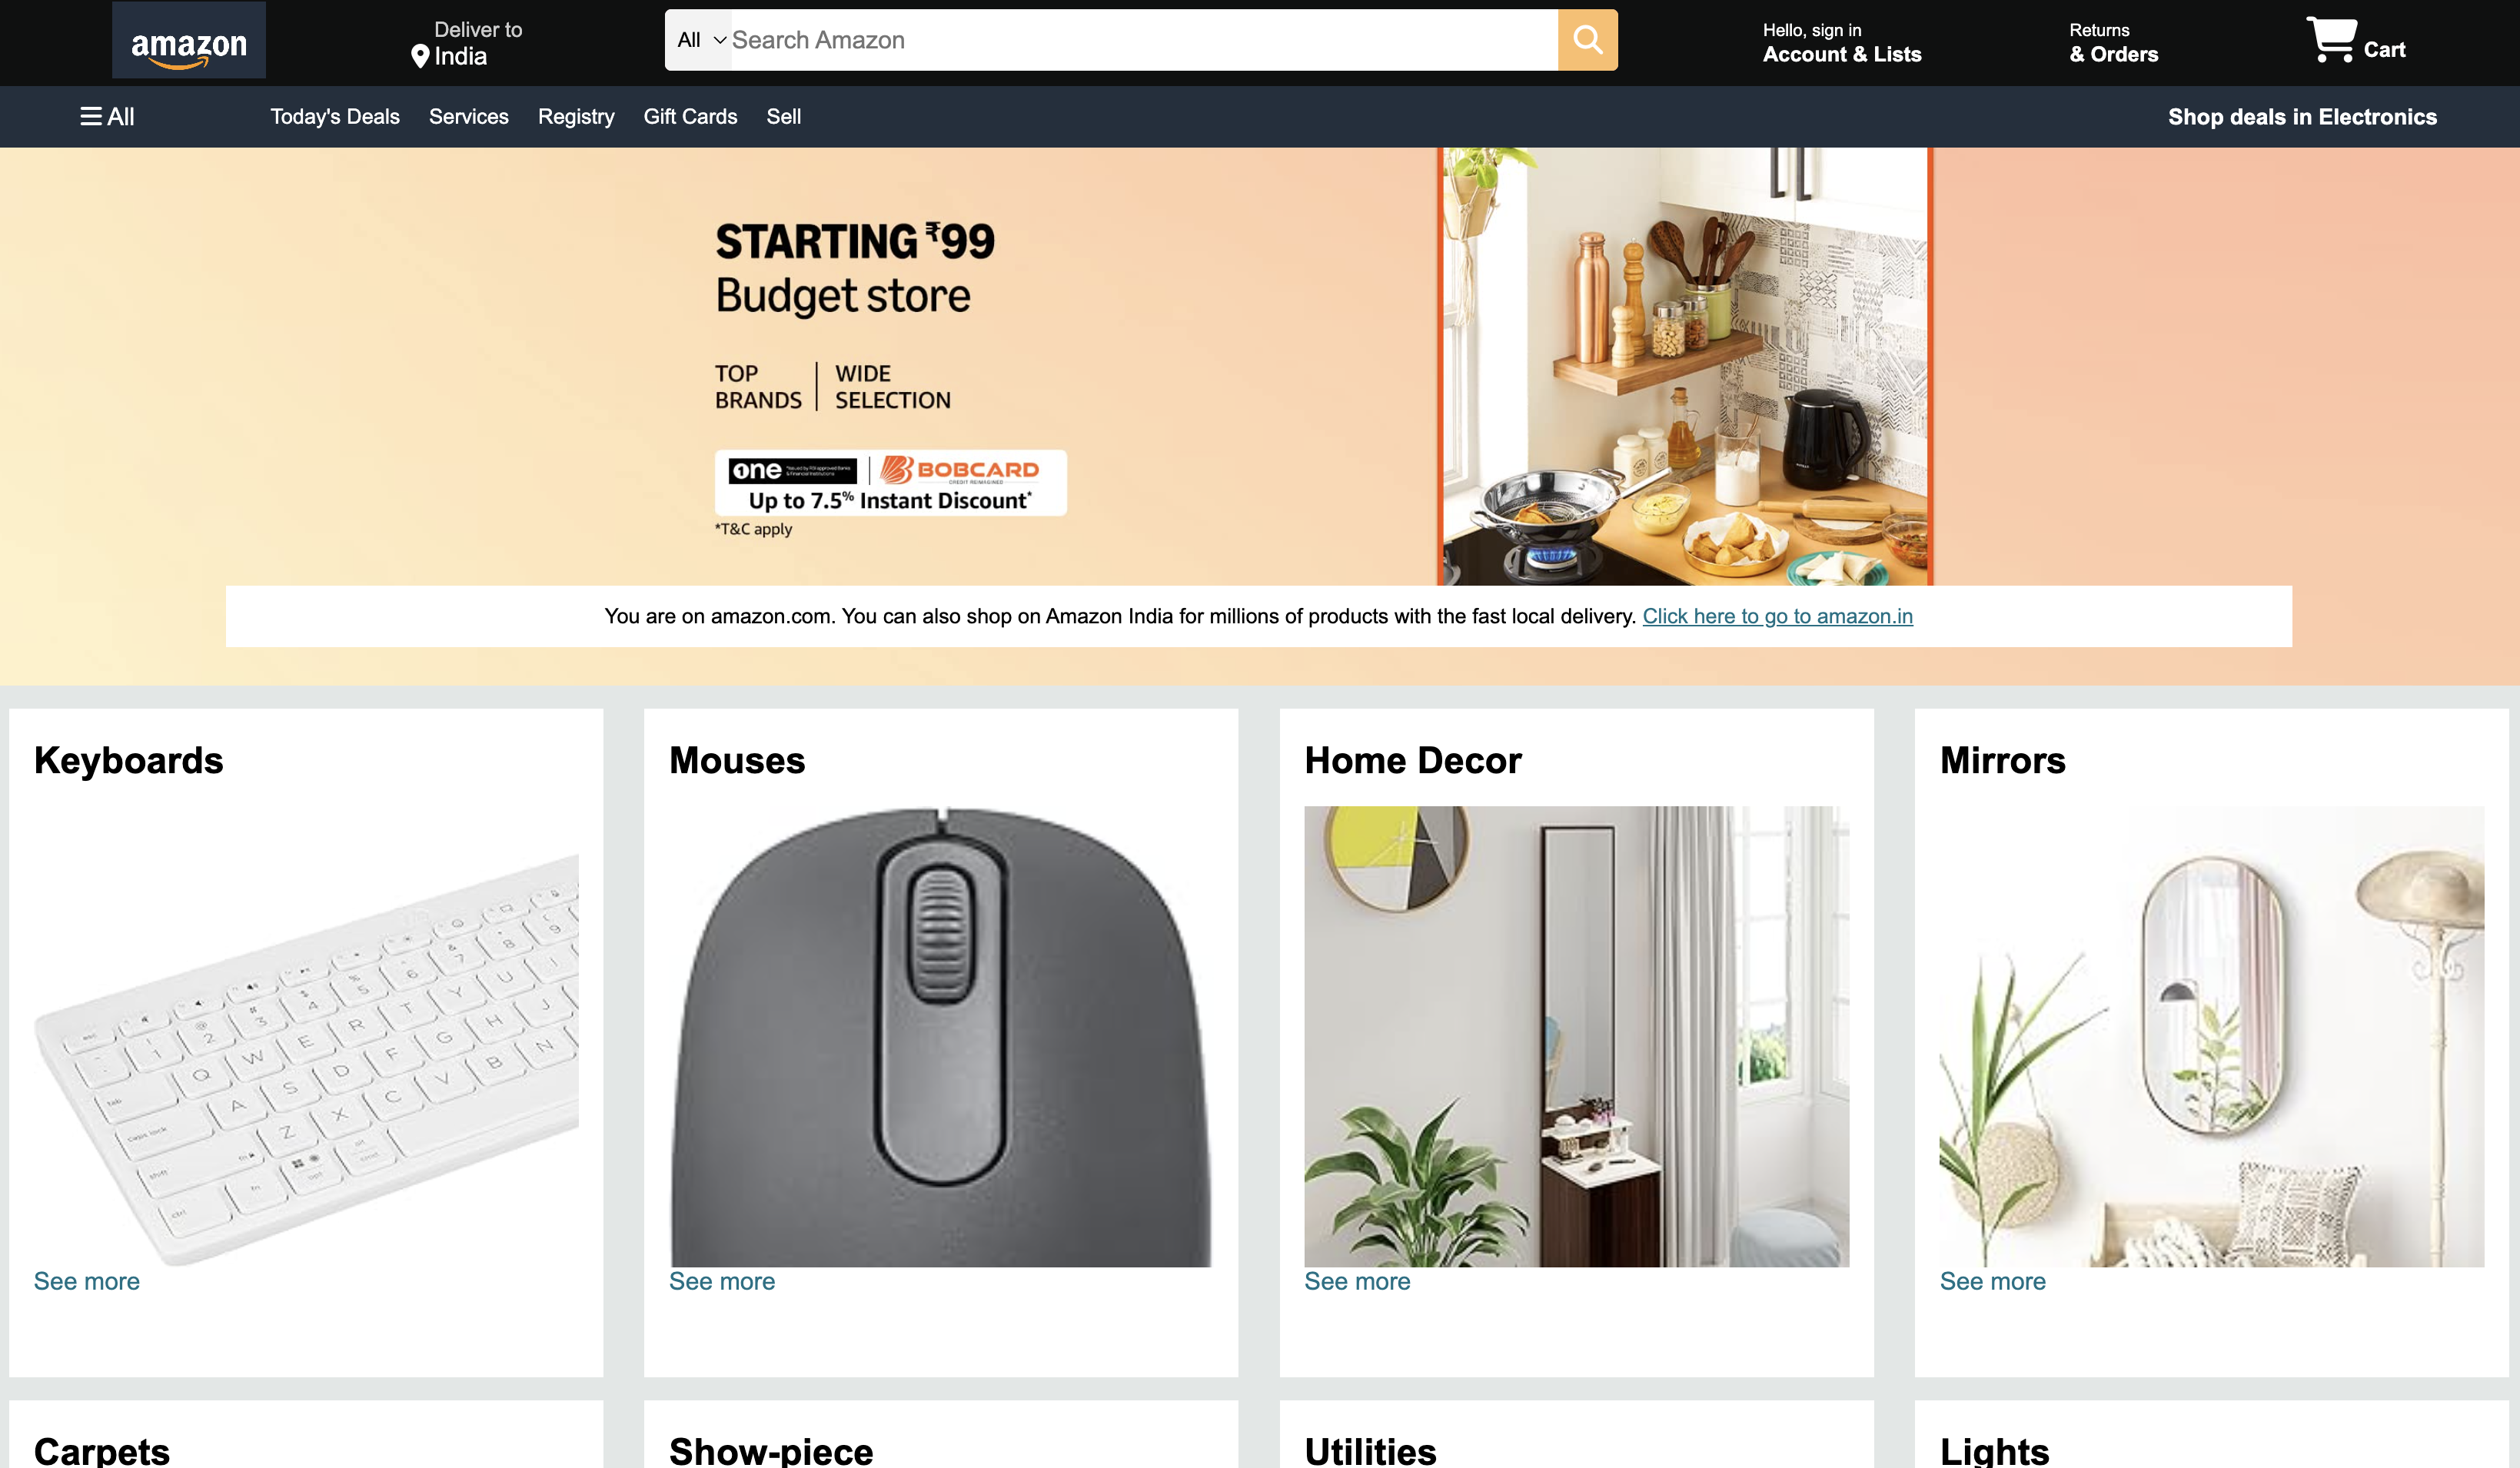 amazon
Deliver to
India
All
Search Amazon
Hello, sign in
Account & Lists
Returns
& Orders
Cart
All
Today's Deals
Services
Registry
Gift Cards
Sell
Shop deals in Electronics
STARTING ₹99
Budget store
TOP BRANDS
WIDE SELECTION
one
BOBCARD
CREDIT REIMAGINED
Up to 7.5% Instant Discount*
*T&C apply
You are on amazon.com. You can also shop on Amazon India for millions of products with the fast local delivery. Click here to go to amazon.in
Keyboards
Mouses
Home Decor
Mirrors
See more
See more
See more
See more
Carpets
Show-piece
Utilities
Lights